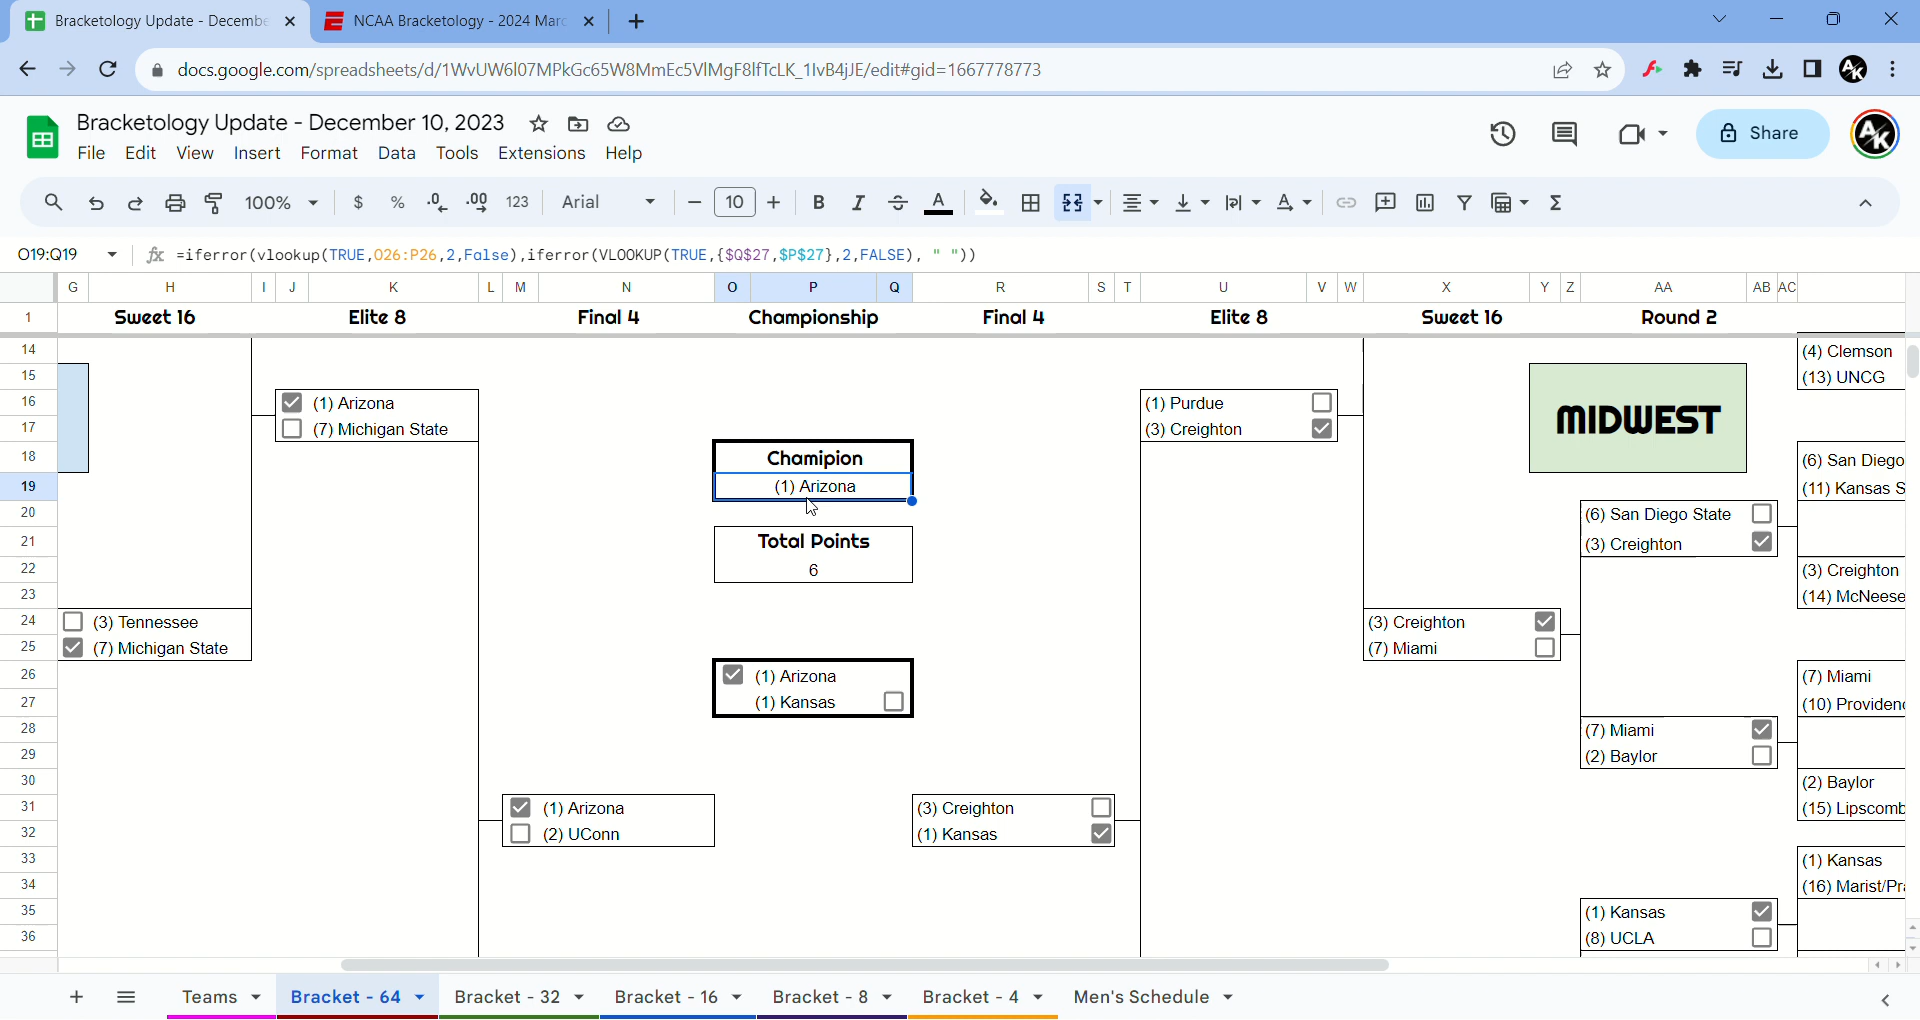 Bracketology Update - Decembe
NCAA Bracketology - 2024 Marc
docs.google.com/spreadsheets/d/1WvUW6l07MPkGc65W8MmEc5VlMgF8lfTcLK_1lvB4jJE/edit#gid=1667778773
Bracketology Update - December 10, 2023
File Edit View Insert Format Data Tools Extensions Help
Share
100% $ % .0 .00 123 Arial 10 B I S A
O19:Q19 fx =iferror(vlookup(TRUE,O26:P26,2,False),iferror(VLOOKUP(TRUE,{$Q$27,$P$27},2,FALSE), " "))
G H I J K L M N O P Q R S T U V W X Y Z AA AB AC
1 Sweet 16 Elite 8 Final 4 Championship Final 4 Elite 8 Sweet 16 Round 2
14 (4) Clemson
15 (13) UNCG
16 (1) Arizona (1) Purdue
17 (7) Michigan State (3) Creighton MIDWEST
18 Chamipion (6) San Diego
19 (1) Arizona (11) Kansas S
20 (6) San Diego State
21 Total Points (3) Creighton
22 6 (3) Creighton
23 (14) McNeese
24 (3) Tennessee (3) Creighton
25 (7) Michigan State (7) Miami
26 (1) Arizona (7) Miami
27 (1) Kansas (10) Providenc
28 (7) Miami
29 (2) Baylor
30 (2) Baylor
31 (1) Arizona (3) Creighton (15) Lipscomb
32 (2) UConn (1) Kansas
33 (1) Kansas
34 (16) Marist/Pra
35 (1) Kansas
36 (8) UCLA
Teams Bracket - 64 Bracket - 32 Bracket - 16 Bracket - 8 Bracket - 4 Men's Schedule